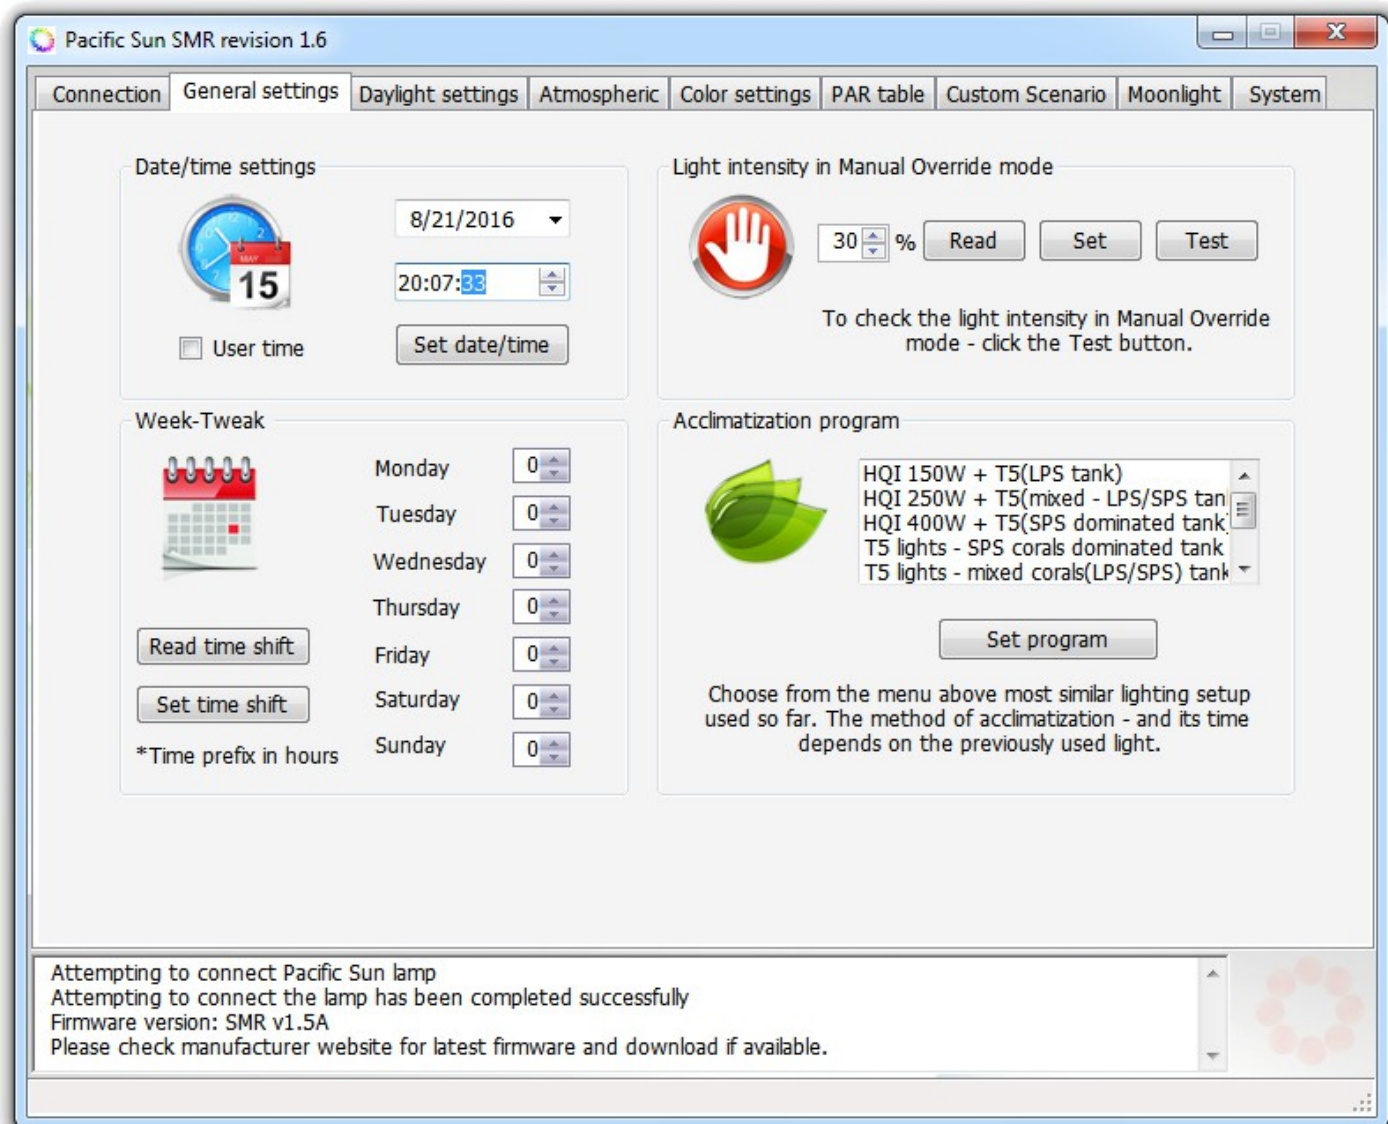 Pacific Sun SMR revision 1.6
Connection General settings Daylight settings Atmospheric Color settings PAR table Custom Scenario Moonlight System
Date/time settings
8/21/2016
MAY
15
20:07:33
User time
Set date/time
Light intensity in Manual Override mode
30 % Read Set Test
To check the light intensity in Manual Override
mode - click the Test button.
Week-Tweak
Monday 0
Tuesday 0
Wednesday 0
Thursday 0
Friday 0
Saturday 0
Sunday 0
Read time shift
Set time shift
*Time prefix in hours
Acclimatization program
HQI 150W + T5(LPS tank)
HQI 250W + T5(mixed - LPS/SPS tan
HQI 400W + T5(SPS dominated tank)
T5 lights - SPS corals dominated tank
T5 lights - mixed corals(LPS/SPS) tank
Set program
Choose from the menu above most similar lighting setup
used so far. The method of acclimatization - and its time
depends on the previously used light.
Attempting to connect Pacific Sun lamp
Attempting to connect the lamp has been completed successfully
Firmware version: SMR v1.5A
Please check manufacturer website for latest firmware and download if available.